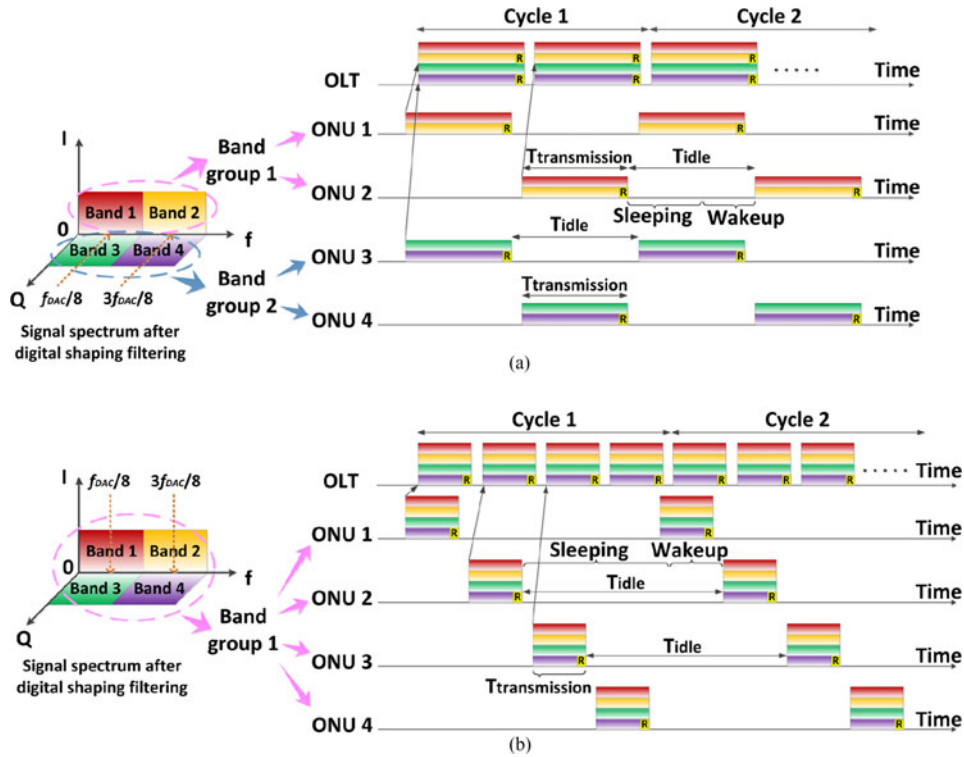 Cycle 1 Cycle 2
R R R
R R R
OLT Time
ONU 1 R R
I Band group 1 Ttransmission Tidle
Band 1 Band 2 ONU 2 R R
0 f Sleeping Wakeup
Band 3 Band 4 ONU 3 Tidle R R
Q fDAC/8 3fDAC/8 Band group 2 Ttransmission
Signal spectrum after
digital shaping filtering
ONU 4 R R Time
(a)
Cycle 1 Cycle 2
I fDAC/8 3fDAC/8
OLT R R R R R R R Time
ONU 1 R R Time
Band 1 Band 2
0 f Sleeping Wakeup
Band 3 Band 4 ONU 2 R Tidle R Time
Q Band group 1
Signal spectrum after
digital shaping filtering
ONU 3 R Tidle R Time
Ttransmission
ONU 4 R R Time
(b)